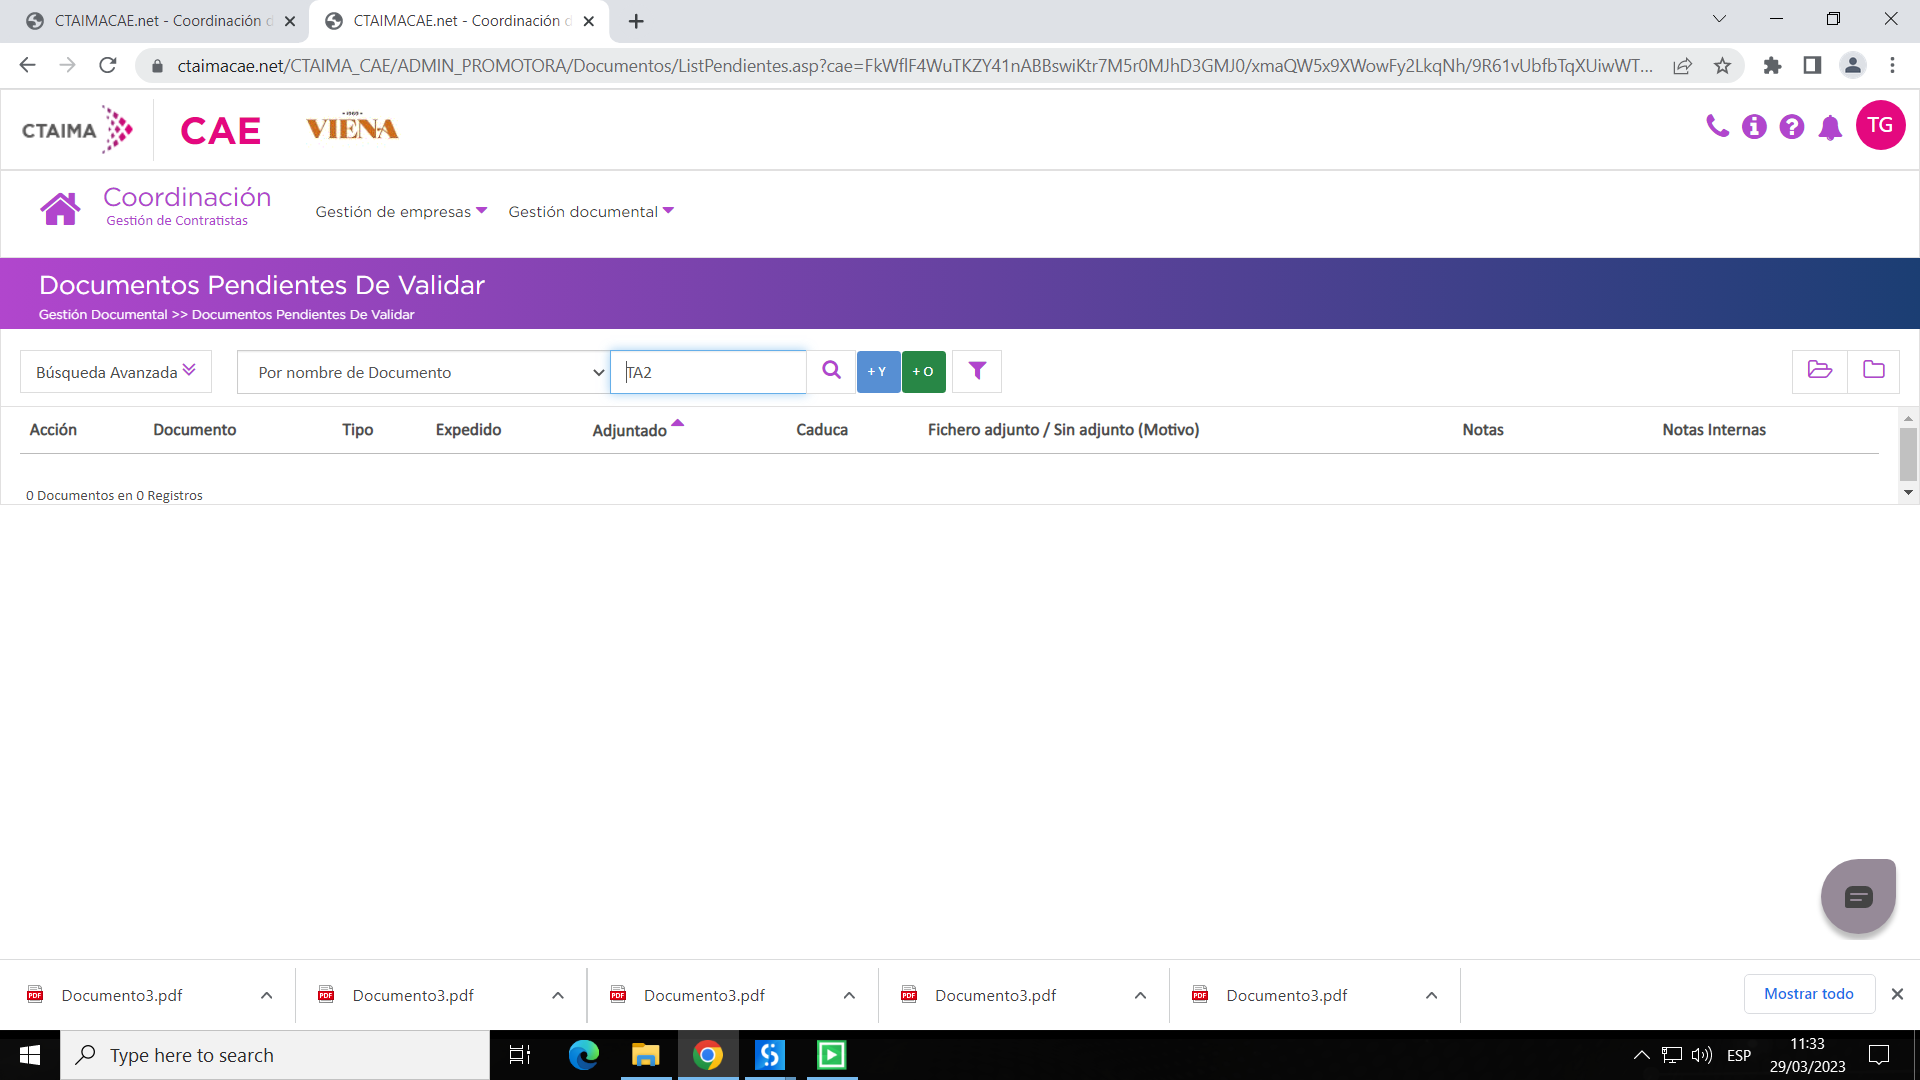 CTAIMACAE.net - Coordinación d
CTAIMACAE.net - Coordinación d
ctaimacae.net/CTAIMA_CAE/ADMIN_PROMOTORA/Documentos/ListPendientes.asp?cae=FkWflF4WuTKZY41nABBswiKtr7M5r0MJhD3GMJ0/xmaQW5x9XWowFy2LkqNh/9R61vUbfbTqXUiwWT...
CTAIMA
CAE
1969
VIENA
TG
Coordinación
Gestión de Contratistas
Gestión de empresas
Gestión documental
Documentos Pendientes De Validar
Gestión Documental >> Documentos Pendientes De Validar
Búsqueda Avanzada
Por nombre de Documento
TA2
+ Y
+ O
Acción Documento Tipo Expedido Adjuntado Caduca Fichero adjunto / Sin adjunto (Motivo) Notas Notas Internas
0 Documentos en 0 Registros
Documento3.pdf
Documento3.pdf
Documento3.pdf
Documento3.pdf
Documento3.pdf
Mostrar todo
Type here to search
ESP
11:33
29/03/2023